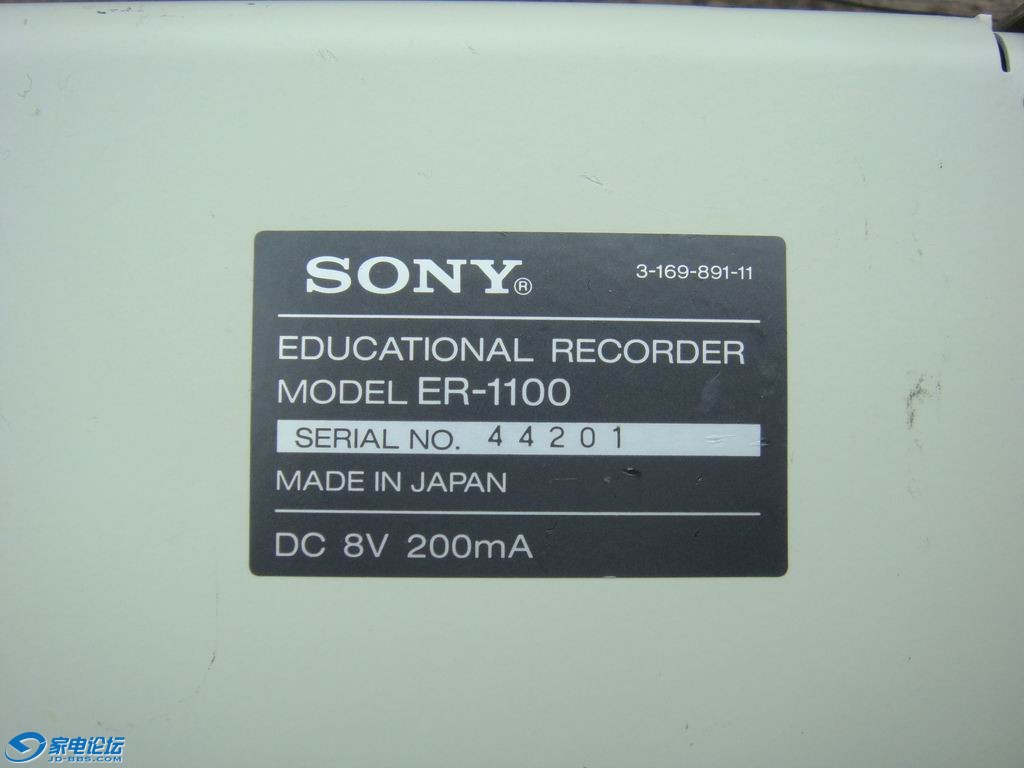 SONY®
3-169-891-11
EDUCATIONAL RECORDER
MODEL ER-1100
SERIAL NO. 44201
MADE IN JAPAN
DC 8V 200mA
家电论坛
JD-BBS.COM